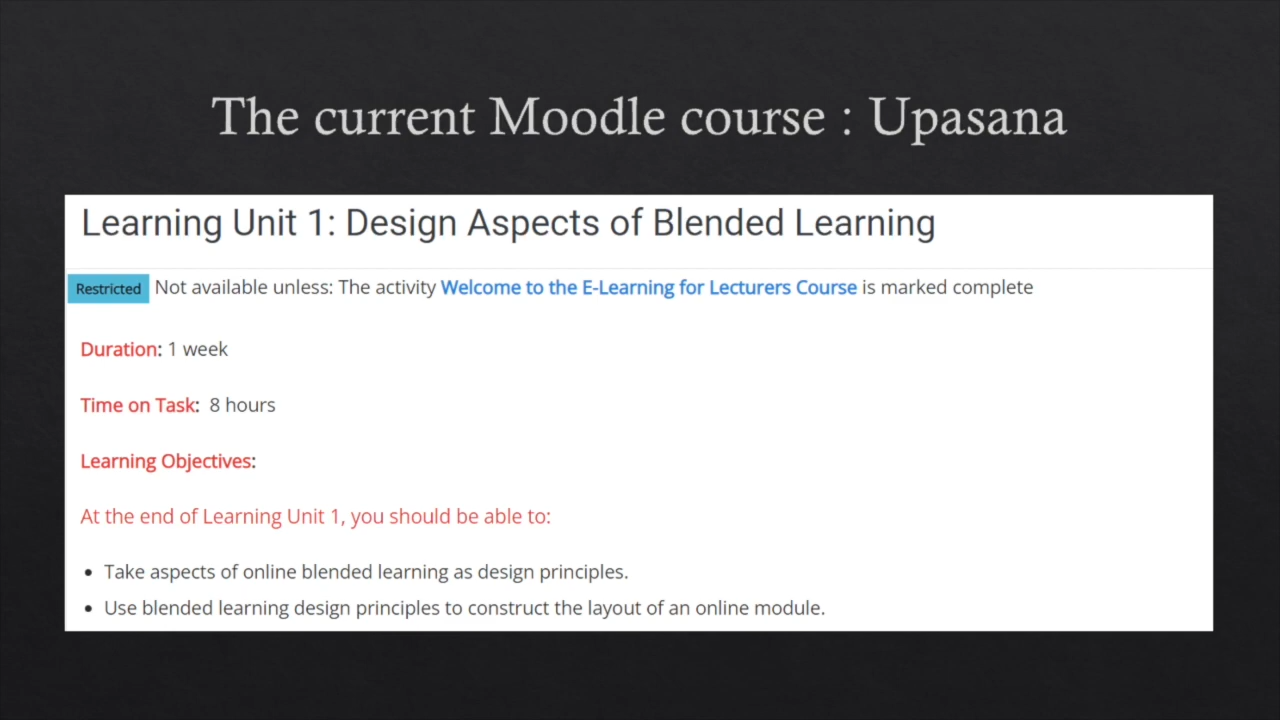 The current Moodle course : Upasana
Learning Unit 1: Design Aspects of Blended Learning
Restricted Not available unless: The activity Welcome to the E-Learning for Lecturers Course is marked complete
Duration: 1 week
Time on Task: 8 hours
Learning Objectives:
At the end of Learning Unit 1, you should be able to:
• Take aspects of online blended learning as design principles.
• Use blended learning design principles to construct the layout of an online module.